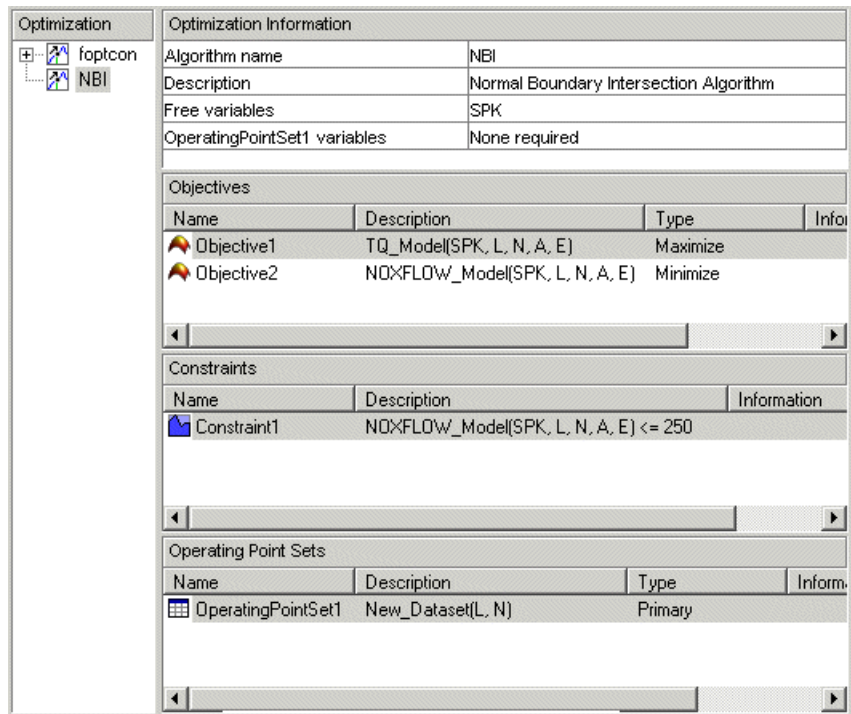 Optimization
foptcon
NBI
Optimization Information
Algorithm name NBI
Description Normal Boundary Intersection Algorithm
Free variables SPK
OperatingPointSet1 variables None required
Objectives
Name Description Type Infor
Objective1 TQ_Model(SPK, L, N, A, E) Maximize
Objective2 NOXFLOW_Model(SPK, L, N, A, E) Minimize
Constraints
Name Description Information
Constraint1 NOXFLOW_Model(SPK, L, N, A, E) <= 250
Operating Point Sets
Name Description Type Inform
OperatingPointSet1 New_Dataset(L, N) Primary